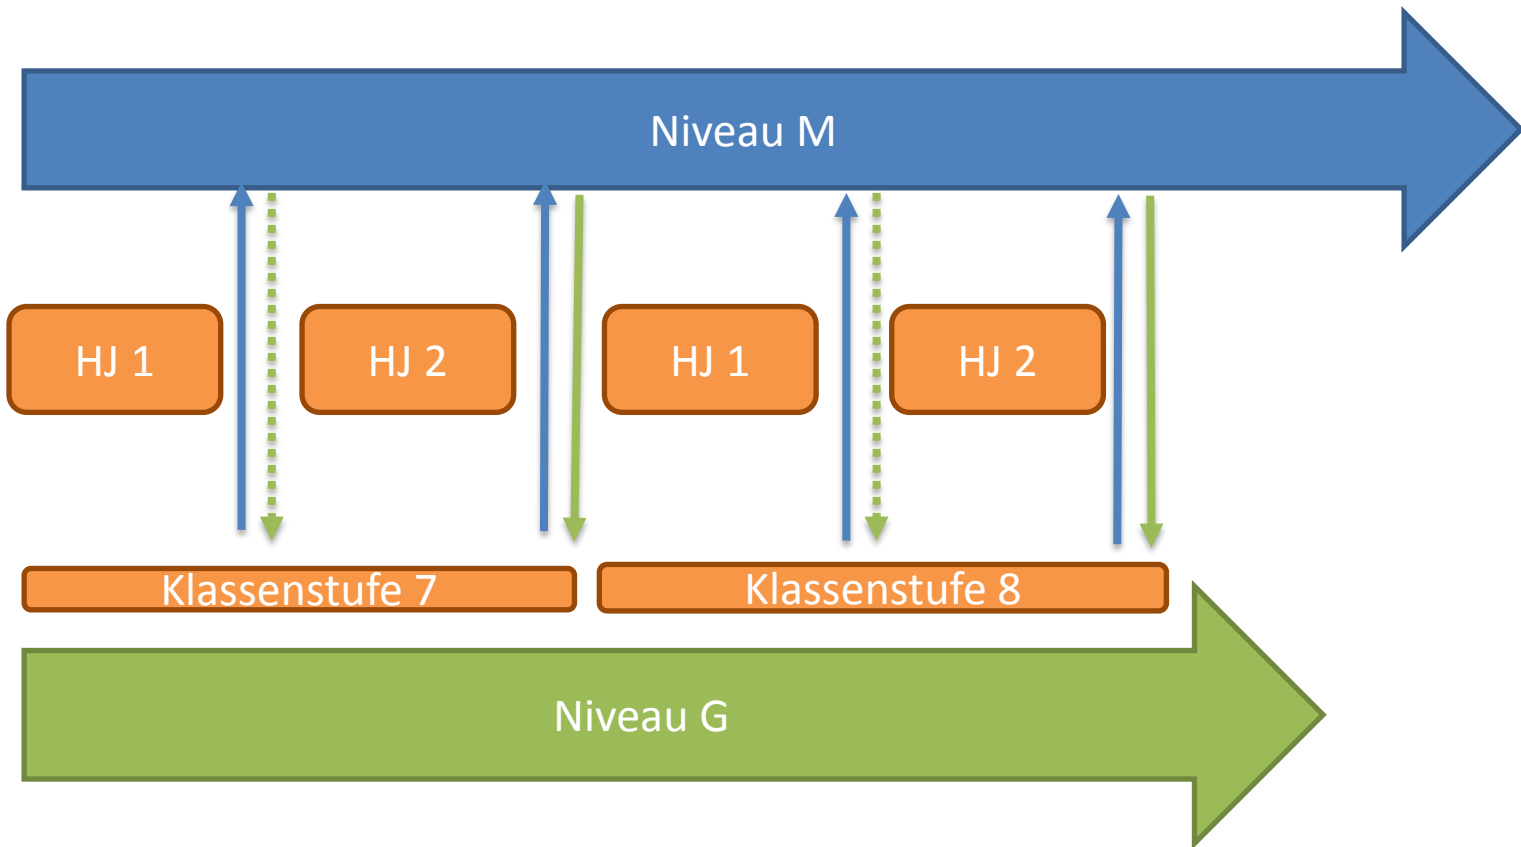 Niveau M
HJ 1
HJ 2
HJ 1
HJ 2
Klassenstufe 7
Klassenstufe 8
Niveau G